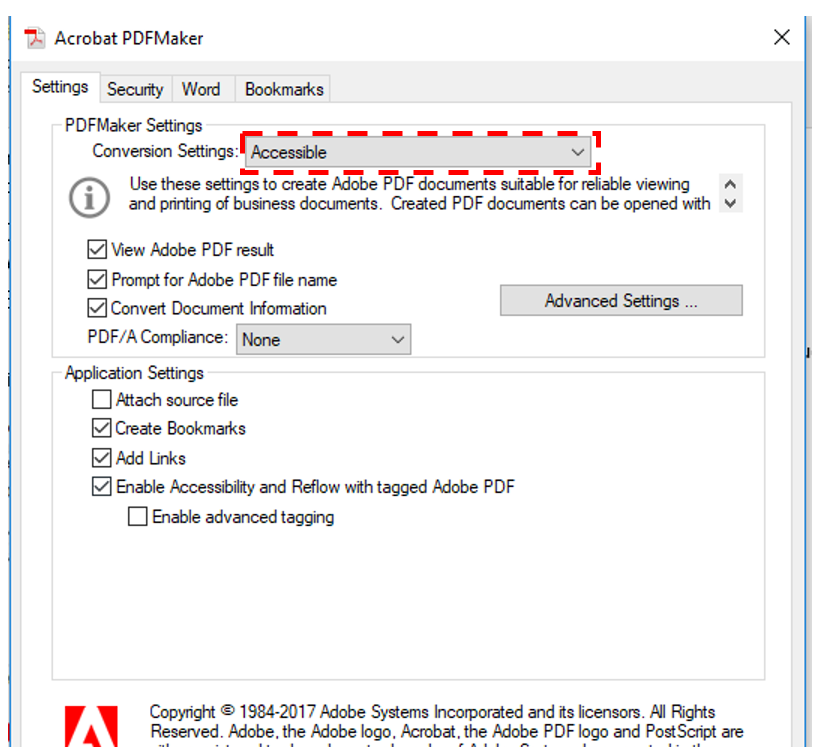 Acrobat PDFMaker
Settings Security Word Bookmarks
PDFMaker Settings
Conversion Settings: Accessible
Use these settings to create Adobe PDF documents suitable for reliable viewing
and printing of business documents. Created PDF documents can be opened with
View Adobe PDF result
Prompt for Adobe PDF file name
Convert Document Information
Advanced Settings ...
PDF/A Compliance: None
Application Settings
Attach source file
Create Bookmarks
Add Links
Enable Accessibility and Reflow with tagged Adobe PDF
Enable advanced tagging
Copyright © 1984-2017 Adobe Systems Incorporated and its licensors. All Rights
Reserved. Adobe, the Adobe logo, Acrobat, the Adobe PDF logo and PostScript are